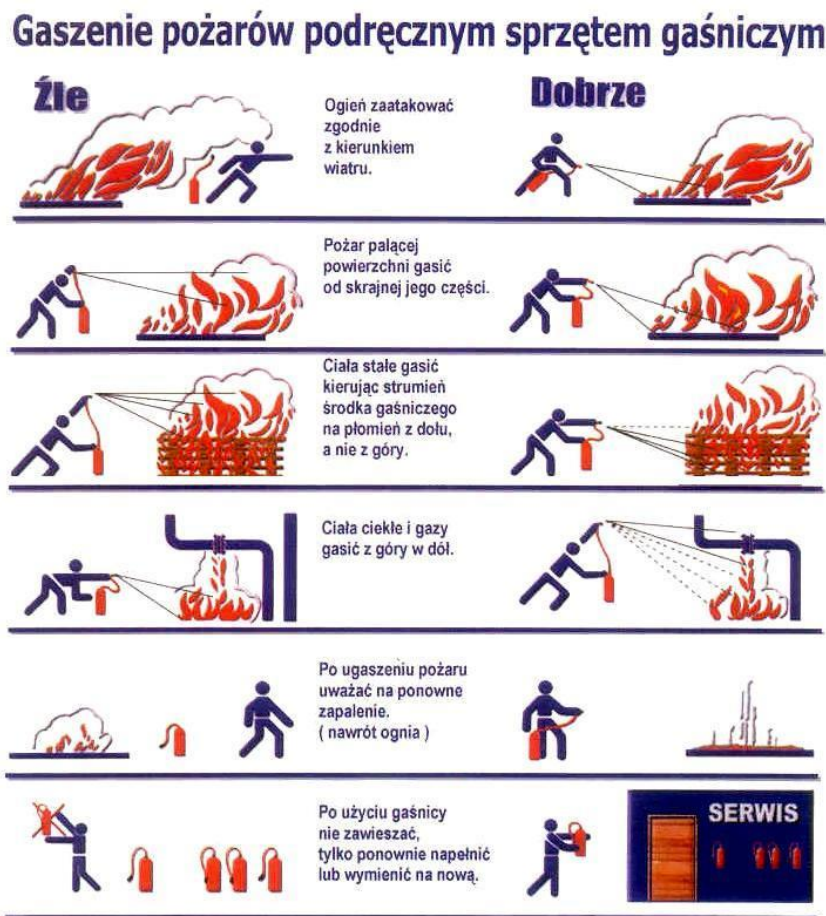 Gaszenie pożarów podręcznym sprzętem gaśniczym
Źle
Dobrze
Ogień zaatakować
zgodnie
z kierunkiem
wiatru.
Pożar palącej
powierzchni gasić
od skrajnej jego części.
Ciała stałe gasić
kierując strumień
środka gaśniczego
na płomień z dołu,
a nie z góry.
Ciała ciekłe i gazy
gasić z góry w dół.
Po ugaszeniu pożaru
uważać na ponowne
zapalenie.
( nawrót ognia )
Po użyciu gaśnicy
nie zawieszać,
tylko ponownie napełnić
lub wymienić na nową.
SERWIS